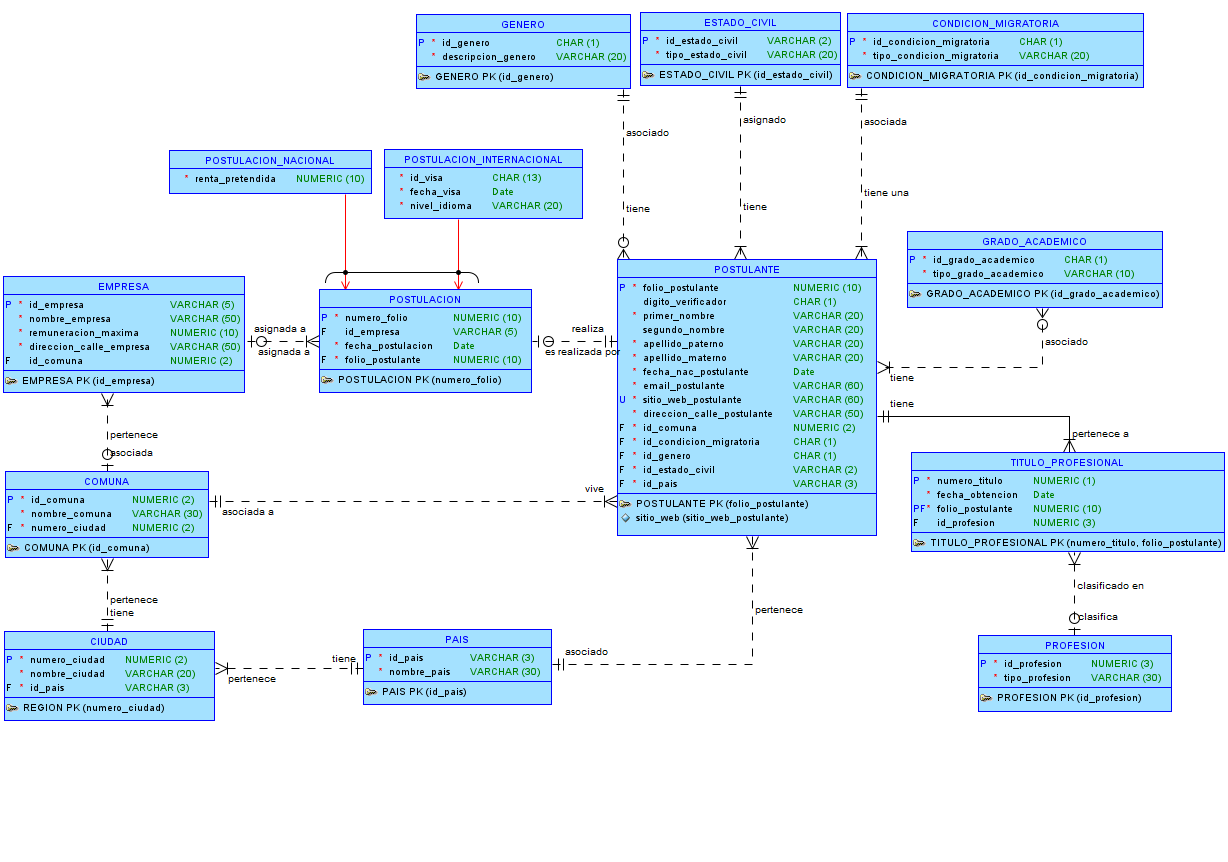 GENERO
P * id_genero CHAR (1)
* descripcion_genero VARCHAR (20)
GENERO PK (id_genero)
ESTADO_CIVIL
P * id_estado_civil VARCHAR (2)
* tipo_estado_civil VARCHAR (20)
ESTADO_CIVIL PK (id_estado_civil)
CONDICION_MIGRATORIA
P * id_condicion_migratoria CHAR (1)
* tipo_condicion_migratoria VARCHAR (20)
CONDICION_MIGRATORIA PK (id_condicion_migratoria)
asociado
asignado
asociada
tiene
tiene
tiene una
POSTULACION_NACIONAL
* renta_pretendida NUMERIC (10)
POSTULACION_INTERNACIONAL
* id_visa CHAR (13)
* fecha_visa Date
* nivel_idioma VARCHAR (20)
GRADO_ACADEMICO
P * id_grado_academico CHAR (1)
* tipo_grado_academico VARCHAR (10)
GRADO_ACADEMICO PK (id_grado_academico)
asociado
tiene
EMPRESA
P * id_empresa VARCHAR (5)
* nombre_empresa VARCHAR (50)
* remuneracion_maxima NUMERIC (10)
* direccion_calle_empresa VARCHAR (50)
F id_comuna NUMERIC (2)
EMPRESA PK (id_empresa)
asignada a
asignada a
POSTULACION
P * numero_folio NUMERIC (10)
F id_empresa VARCHAR (5)
* fecha_postulacion Date
F * folio_postulante NUMERIC (10)
POSTULACION PK (numero_folio)
realiza
es realizada por
POSTULANTE
P * folio_postulante NUMERIC (10)
digito_verificador CHAR (1)
* primer_nombre VARCHAR (20)
segundo_nombre VARCHAR (20)
* apellido_paterno VARCHAR (20)
* apellido_materno VARCHAR (20)
* fecha_nac_postulante Date
* email_postulante VARCHAR (60)
U * sitio_web_postulante VARCHAR (60)
* direccion_calle_postulante VARCHAR (50)
F * id_comuna NUMERIC (2)
F * id_condicion_migratoria CHAR (1)
F * id_genero CHAR (1)
F * id_estado_civil VARCHAR (2)
F * id_pais VARCHAR (3)
POSTULANTE PK (folio_postulante)
sitio_web (sitio_web_postulante)
tiene
pertenece a
TITULO_PROFESIONAL
P * numero_titulo NUMERIC (1)
* fecha_obtencion Date
PF * folio_postulante NUMERIC (10)
F id_profesion NUMERIC (3)
TITULO_PROFESIONAL PK (numero_titulo, folio_postulante)
pertenece
asociada
COMUNA
P * id_comuna NUMERIC (2)
* nombre_comuna VARCHAR (30)
F * numero_ciudad NUMERIC (2)
COMUNA PK (id_comuna)
vive
asociada a
pertenece
tiene
CIUDAD
P * numero_ciudad NUMERIC (2)
* nombre_ciudad VARCHAR (20)
F * id_pais VARCHAR (3)
REGION PK (numero_ciudad)
tiene
pertenece
PAIS
P * id_pais VARCHAR (3)
* nombre_pais VARCHAR (30)
PAIS PK (id_pais)
asociado
pertenece
clasificado en
clasifica
PROFESION
P * id_profesion NUMERIC (3)
* tipo_profesion VARCHAR (30)
PROFESION PK (id_profesion)